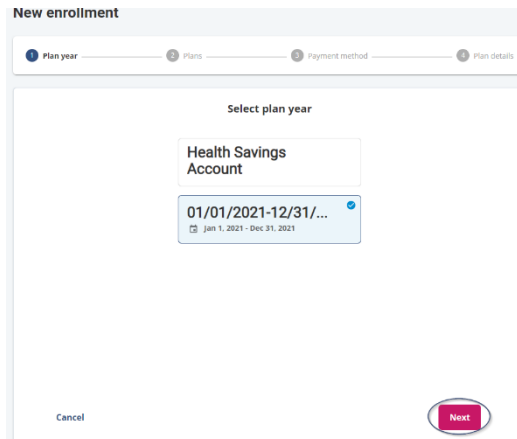 New enrollment
1 Plan year 2 Plans 3 Payment method 4 Plan details
Select plan year
Health Savings
Account
01/01/2021-12/31/...
Jan 1, 2021 - Dec 31, 2021
Cancel Next